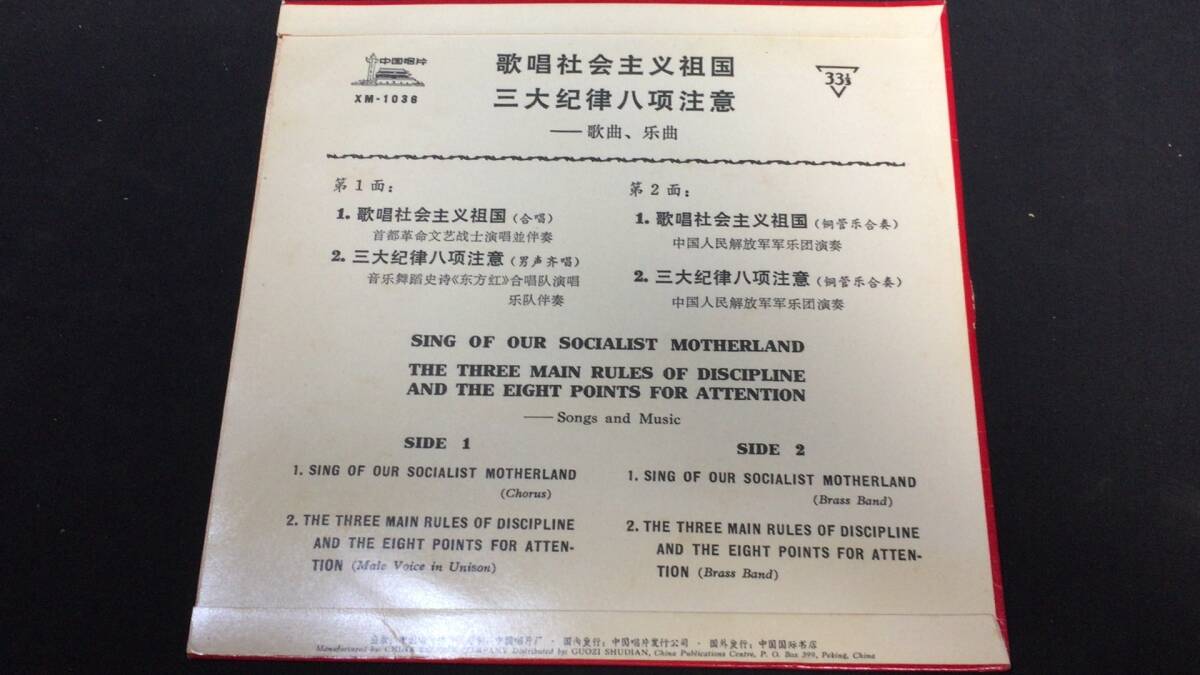 中国唱片
XM-1036
歌唱社会主义祖国
三大纪律八项注意
——歌曲、乐曲
33⅓
第1面:
1. 歌唱社会主义祖国(合唱)
首都革命文艺战士演唱並伴奏
2. 三大纪律八项注意(男声齐唱)
音乐舞蹈史诗《东方红》合唱队演唱
乐队伴奏
第2面:
1. 歌唱社会主义祖国(铜管乐合奏)
中国人民解放军军乐团演奏
2. 三大纪律八项注意(铜管乐合奏)
中国人民解放军军乐团演奏
SING OF OUR SOCIALIST MOTHERLAND
THE THREE MAIN RULES OF DISCIPLINE
AND THE EIGHT POINTS FOR ATTENTION
——Songs and Music
SIDE 1
1. SING OF OUR SOCIALIST MOTHERLAND
(Chorus)
2. THE THREE MAIN RULES OF DISCIPLINE
AND THE EIGHT POINTS FOR ATTEN-
TION (Male Voice in Unison)
SIDE 2
1. SING OF OUR SOCIALIST MOTHERLAND
(Brass Band)
2. THE THREE MAIN RULES OF DISCIPLINE
AND THE EIGHT POINTS FOR ATTEN-
TION (Brass Band)
中国唱片厂 · 国内发行:中国唱片发行公司 · 国外发行:中国国际书店
Manufactured by: CHINA COMPANY Distributed by: GUOZI SHUDIAN, China Publications Centre, P. O. Box 399, Peking, China